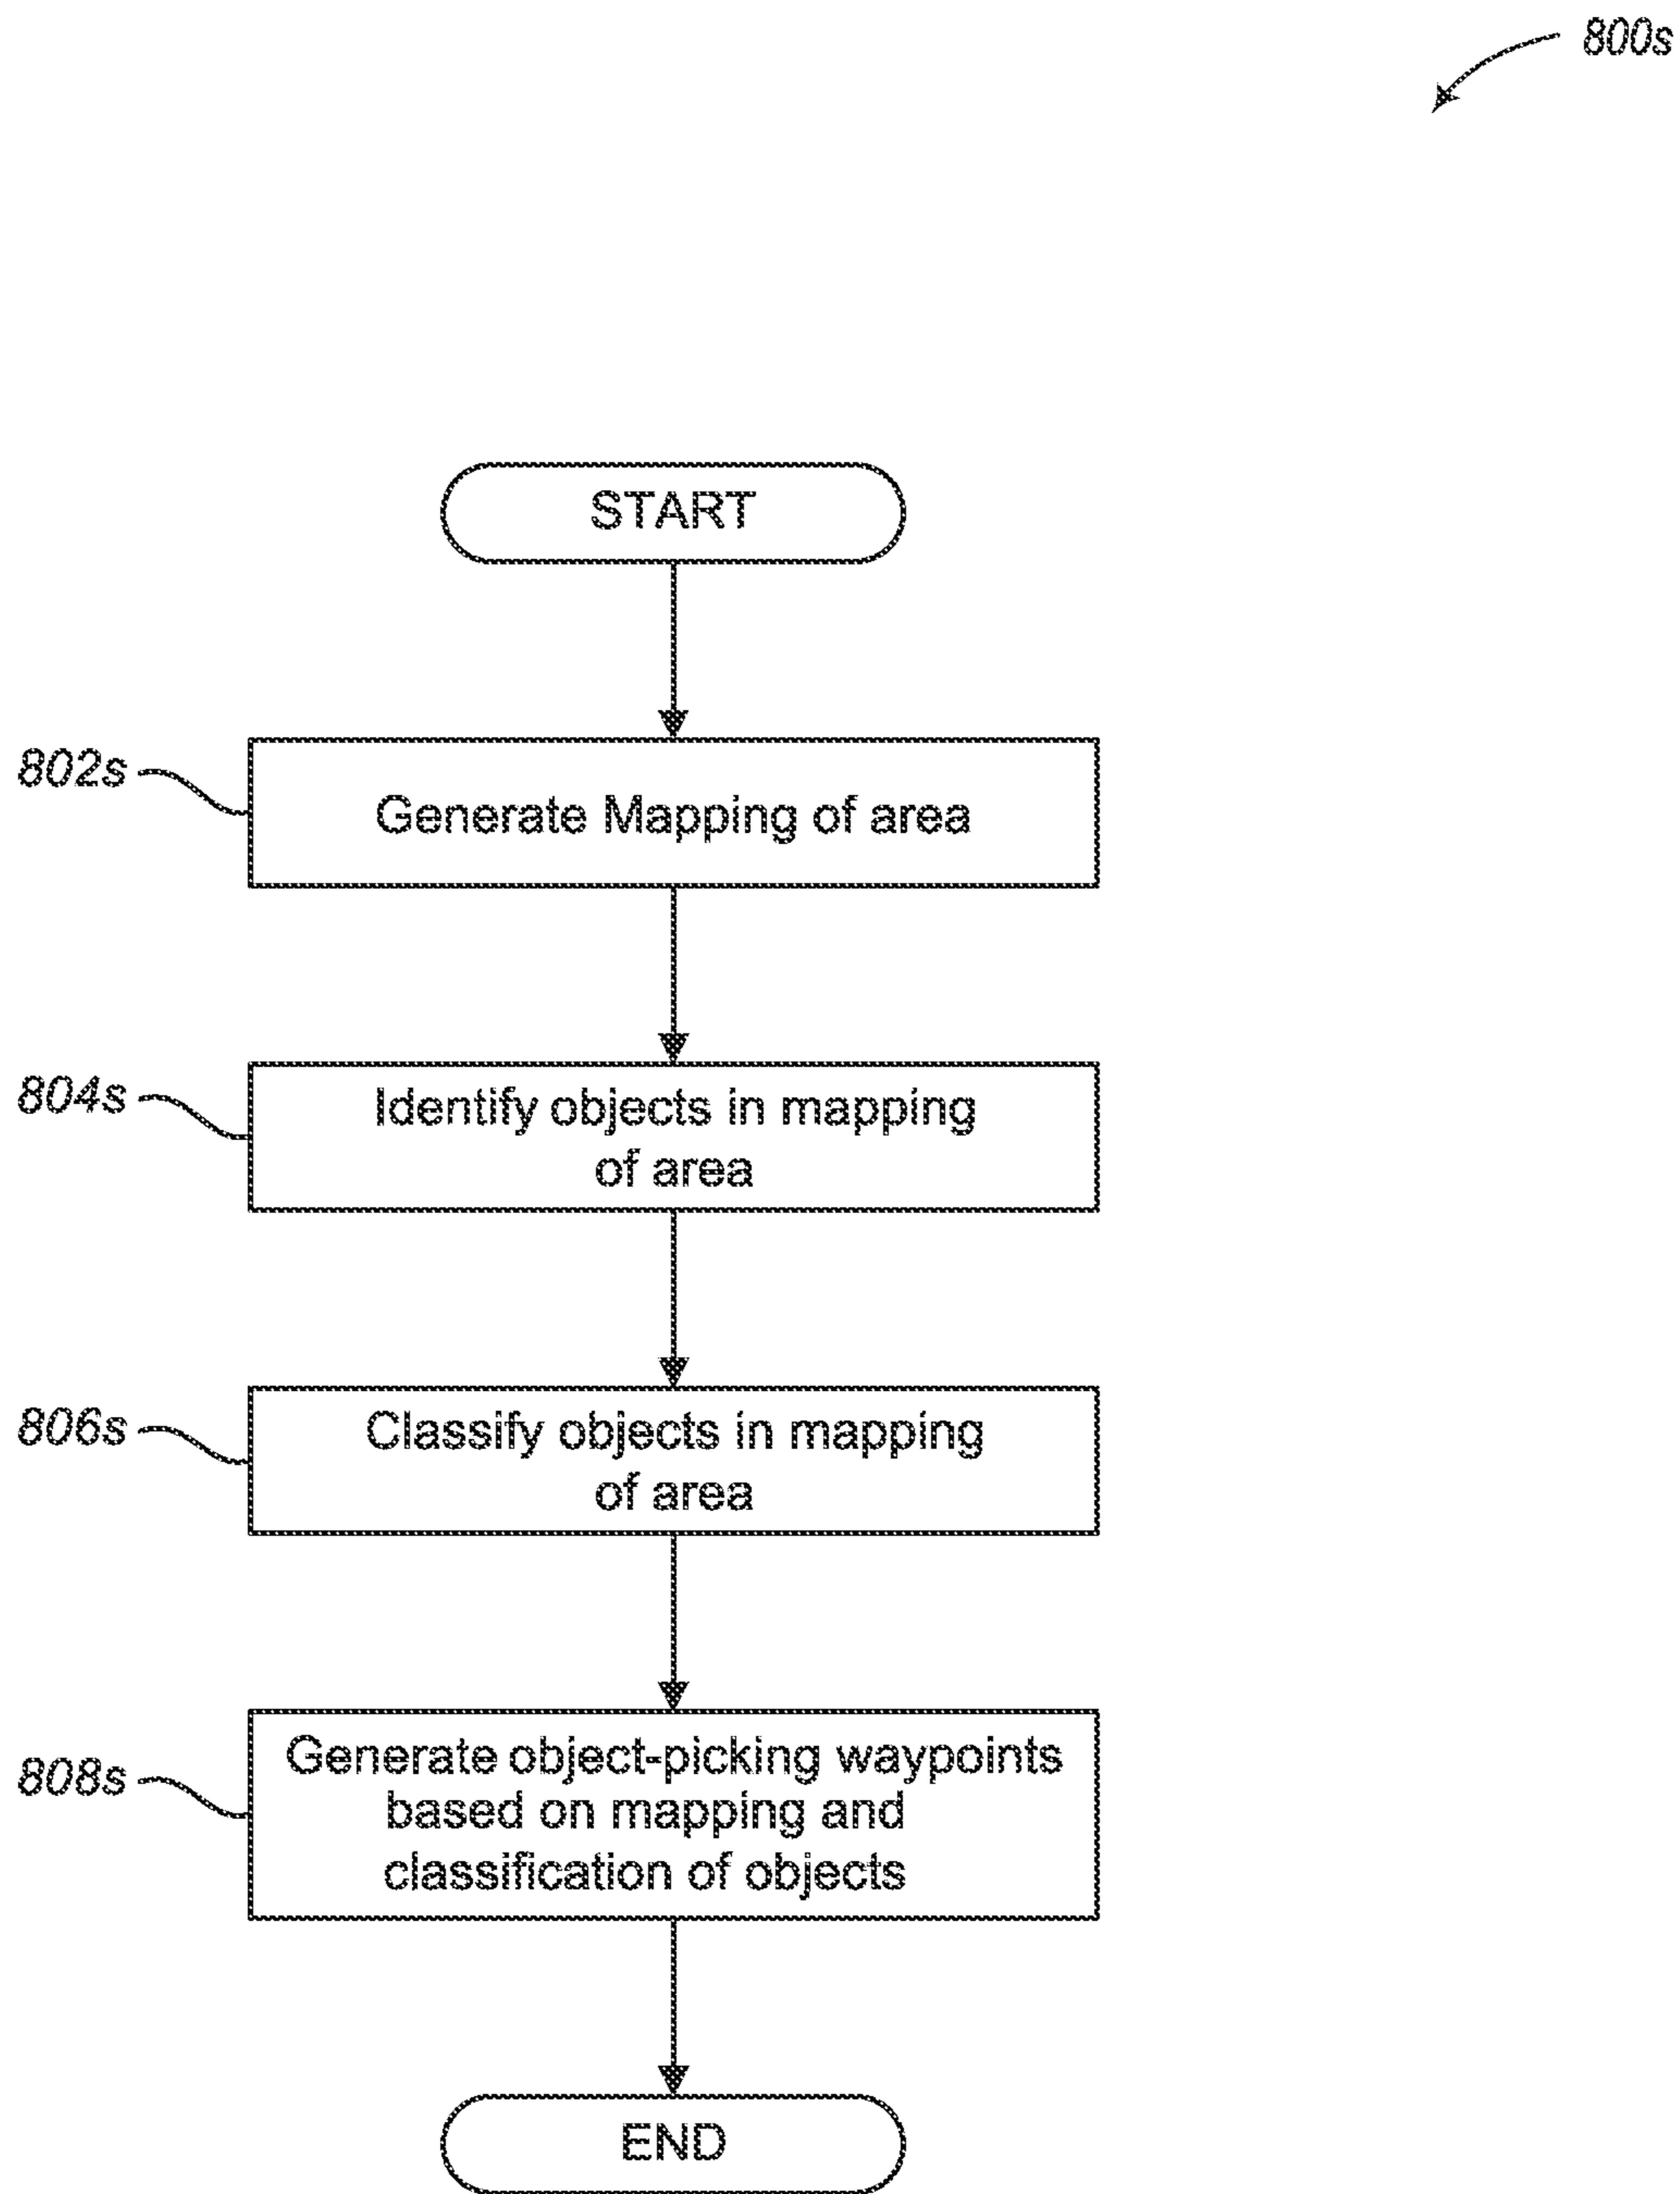 800s
START
802s
Generate Mapping of area
804s
Identify objects in mapping
of area
806s
Classify objects in mapping
of area
808s
Generate object-picking waypoints
based on mapping and
classification of objects
END